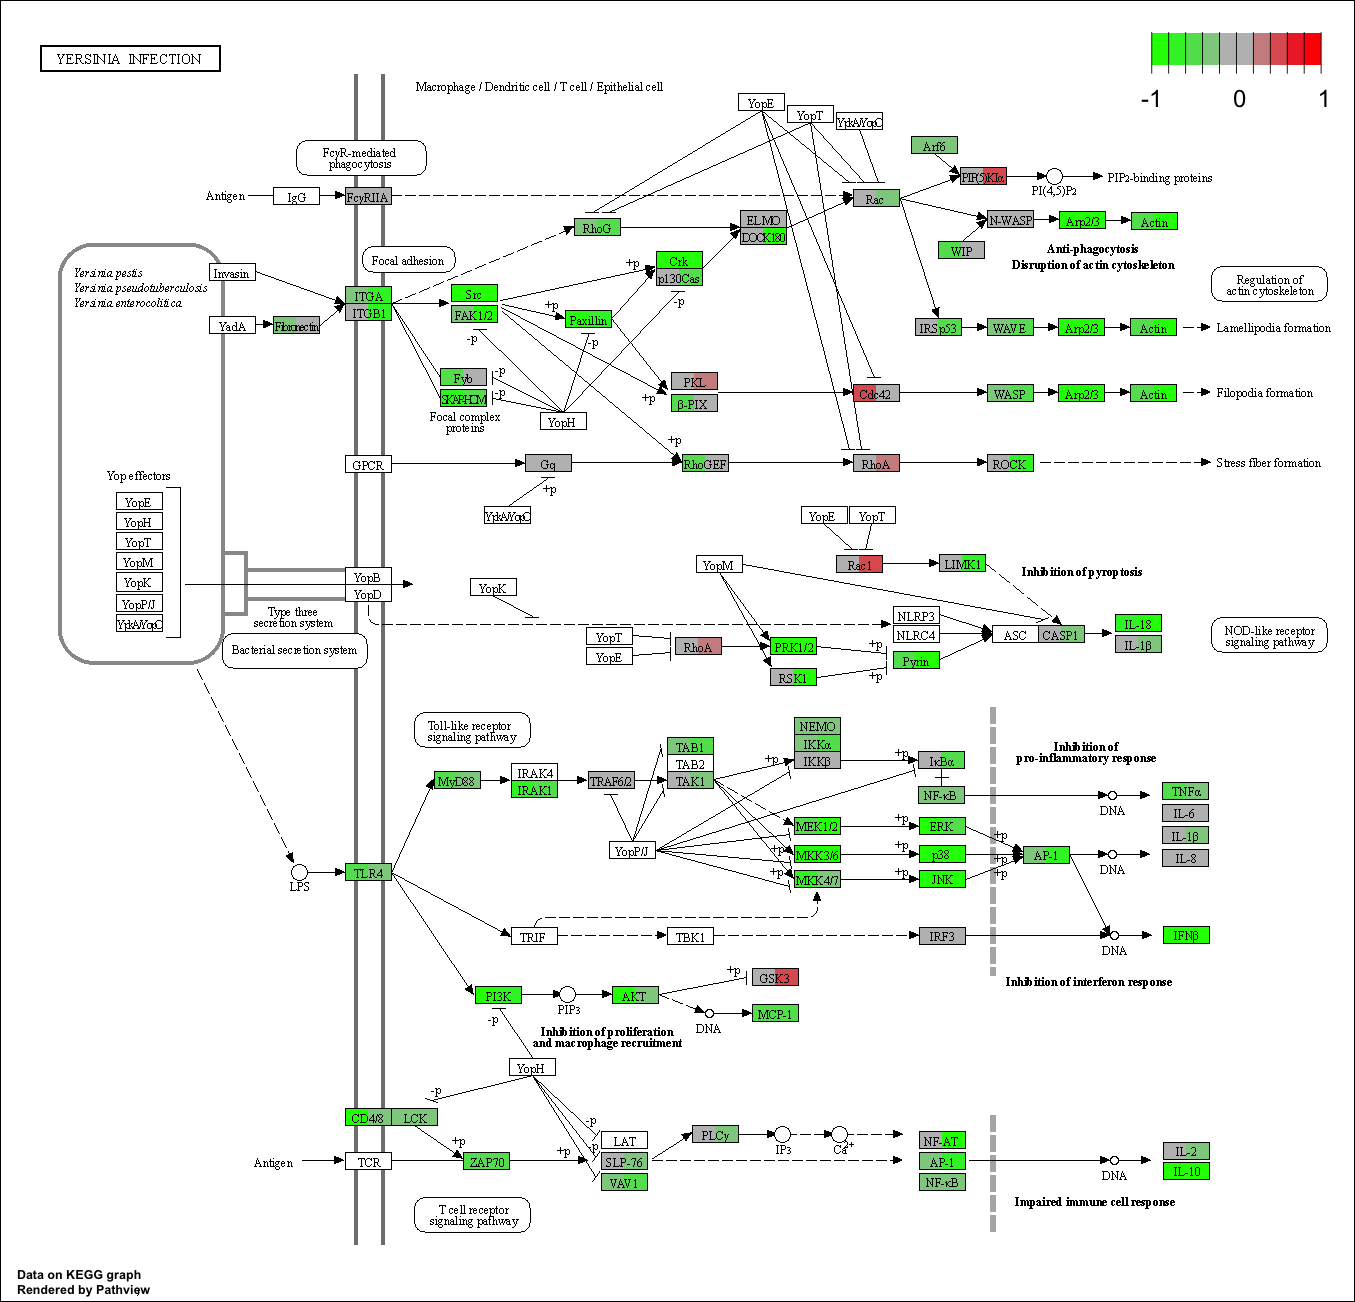 YERSINIA INFECTION
-1
0
1
Macrophage / Dendritic cell / T cell / Epithelial cell
YopE
YopT
YpkA/YopO
FcγR-mediated
phagocytosis
Arf6
Antigen
IgG
FcγRIIA
Rac
PIP(5)KIα
PI(4,5)P2
PIP2-binding proteins
RhoG
ELMO
DOCK180
N-WASP
Arp2/3
Actin
WIP
Anti-phagocytosis
Disruption of actin cytoskeleton
Focal adhesion
Yersinia pestis
Yersinia pseudotuberculosis
Yersinia enterocolitica
Invasin
YadA
Fibronectin
ITGA
ITGB1
Crk
p130Cas
+p
-p
Src
FAK1/2
+p
Paxillin
-p
-p
Regulation of
actin cytoskeleton
IRSp53
WAVE
Arp2/3
Actin
Lamellipodia formation
Fyb
SKAP-HOM
-p
-p
Focal complex
proteins
YopH
PKL
β-PIX
+p
Cdc42
WASP
Arp2/3
Actin
Filopodia formation
+p
GPCR
Gq
RhoGEF
RhoA
ROCK
Stress fiber formation
+p
YpkA/YopO
Yop effectors
YopE
YopH
YopT
YopM
YopK
YopP/J
YpkA/YopO
YopE
YopT
Rac1
LIMK1
Inhibition of pyroptosis
YopM
YopB
YopD
YopK
Type three
secretion system
Bacterial secretion system
NLRP3
NLRC4
ASC
CASP1
IL-18
IL-1β
NOD-like receptor
signaling pathway
YopT
YopE
RhoA
PRK1/2
+p
Pyrin
RSK1
+p
Toll-like receptor
signaling pathway
TAB1
TAB2
TAK1
NEMO
IKKα
IKKβ
+p
+p
IκBα
NF-κB
Inhibition of
pro-inflammatory response
MyD88
IRAK4
IRAK1
TRAF6/2
DNA
TNFα
IL-6
IL-1β
IL-8
MEK1/2
+p
ERK
+p
YopP/J
+p
MKK3/6
+p
p38
+p
AP-1
DNA
LPS
TLR4
+p
MKK4/7
+p
JNK
+p
TRIF
TBK1
IRF3
DNA
IFNβ
Inhibition of interferon response
+p
GSK3
PI3K
PIP3
AKT
DNA
MCP-1
-p
Inhibition of proliferation
and macrophage recruitment
YopH
-p
CD4/8
LCK
-p
+p
LAT
PLCγ
IP3
Ca2+
NF-AT
Antigen
TCR
ZAP70
+p
-p
SLP-76
VAV1
AP-1
NF-κB
DNA
IL-2
IL-10
Impaired immune cell response
T cell receptor
signaling pathway
Data on KEGG graph
Rendered by Pathview